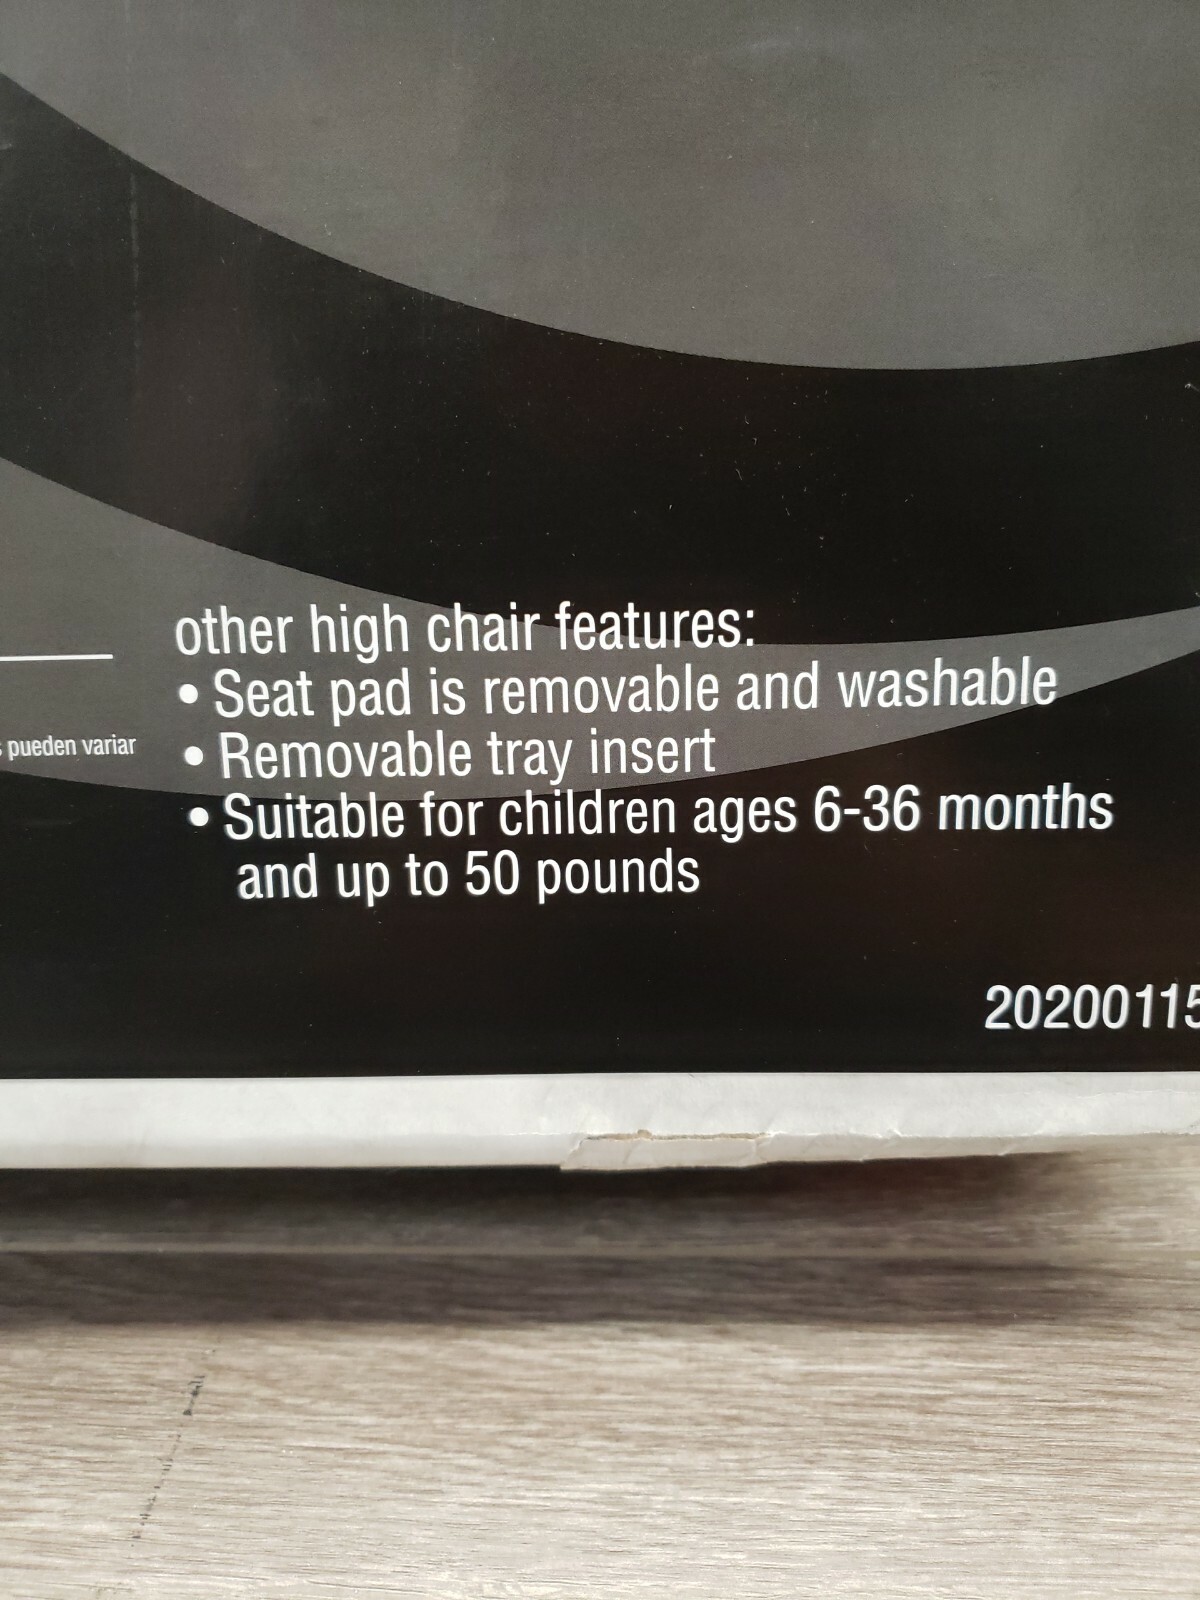 other high chair features:
• Seat pad is removable and washable
• Removable tray insert
• Suitable for children ages 6-36 months
and up to 50 pounds
pueden variar
20200115